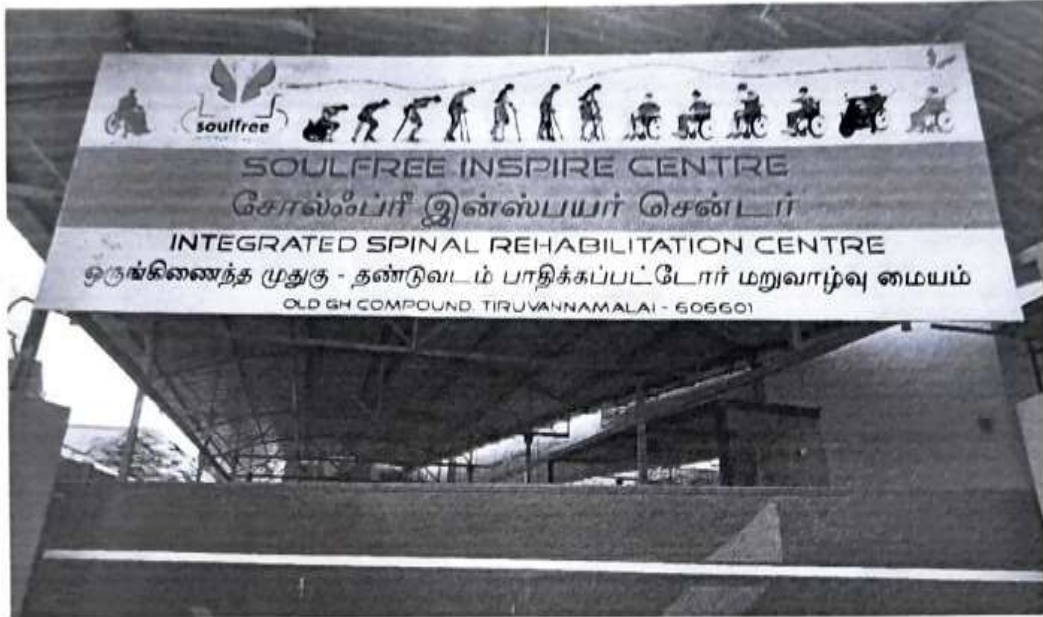 soulfree
SOULFREE INSPIRE CENTRE
சோல்ஃப்ரீ இன்ஸ்பயர் சென்டர்
INTEGRATED SPINAL REHABILITATION CENTRE
ஒருங்கிணைந்த முதுகு - தண்டுவடம் பாதிக்கப்பட்டோர் மறுவாழ்வு மையம்
OLD GH COMPOUND, TIRUVANNAMALAI - 606601